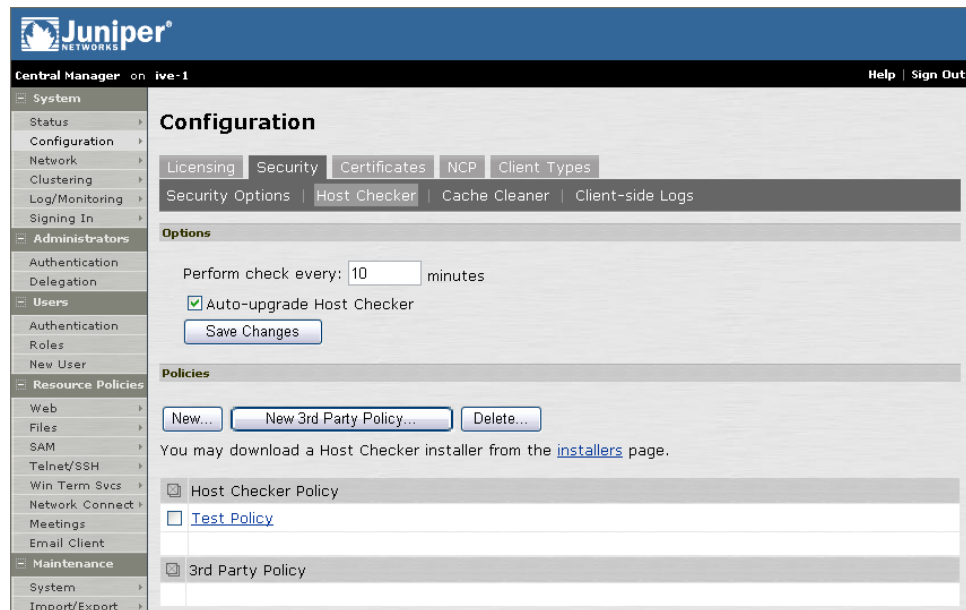 Juniper®
NETWORKS
Central Manager on ive-1
Help | Sign Out
System
Status
Configuration
Network
Clustering
Log/Monitoring
Signing In
Administrators
Authentication
Delegation
Users
Authentication
Roles
New User
Resource Policies
Web
Files
SAM
Telnet/SSH
Win Term Svcs
Network Connect
Meetings
Email Client
Maintenance
System
Import/Export
Configuration
Licensing Security Certificates NCP Client Types
Security Options | Host Checker | Cache Cleaner | Client-side Logs
Options
Perform check every: 10 minutes
Auto-upgrade Host Checker
Save Changes
Policies
New... New 3rd Party Policy... Delete...
You may download a Host Checker installer from the installers page.
Host Checker Policy
Test Policy
3rd Party Policy